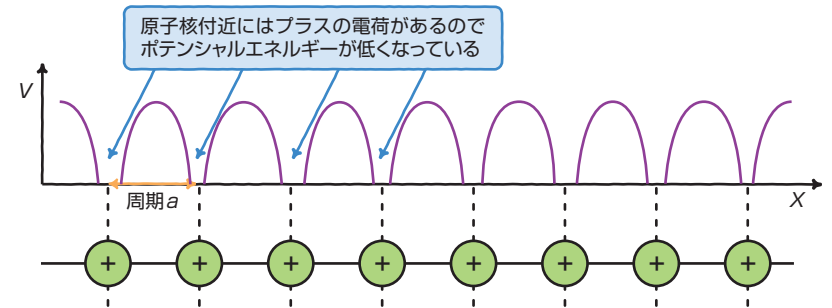 原子核付近にはプラスの電荷があるので
ポテンシャルエネルギーが低くなっている
V
周期a
X
+ + + + + + + +